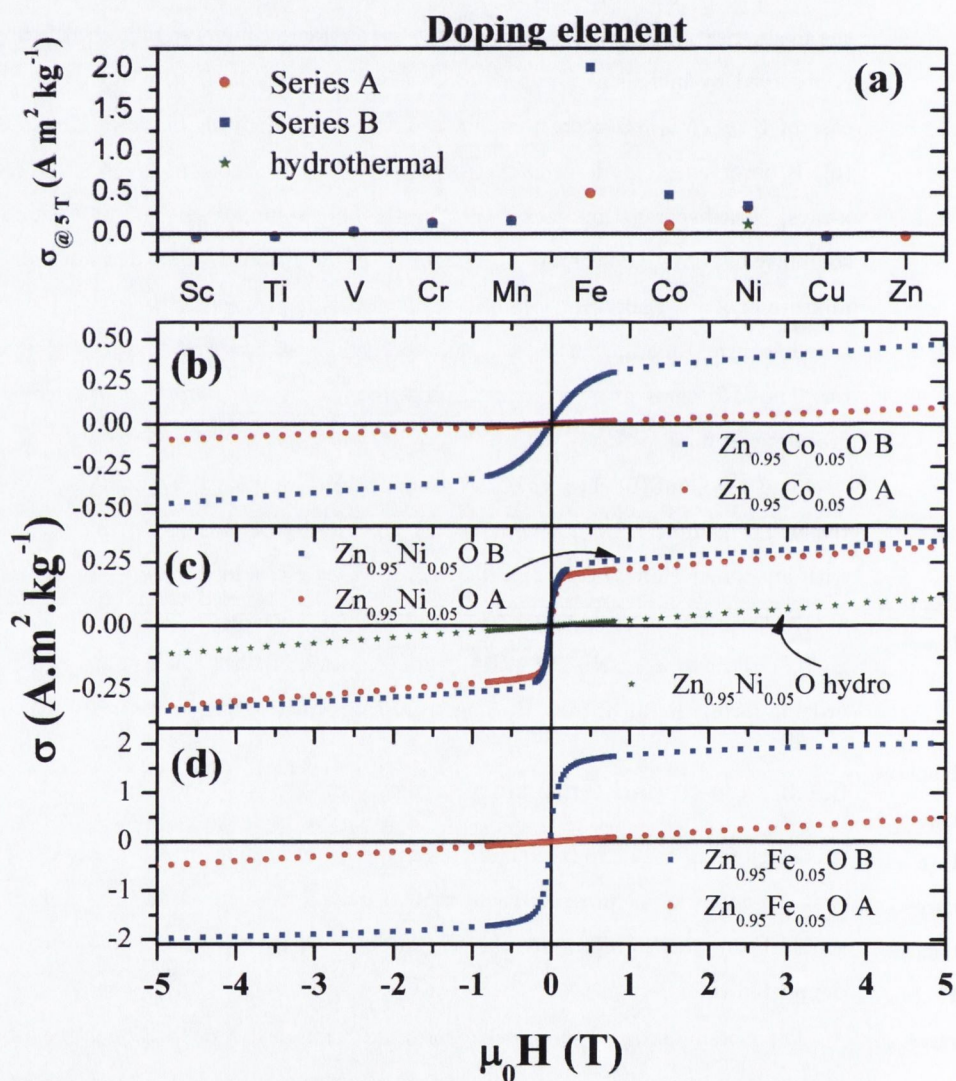 Doping element
σ@ 5 T (A m² kg⁻¹)
2.0
1.5
1.0
0.5
0.0
Series A
Series B
hydrothermal
(a)
Sc Ti V Cr Mn Fe Co Ni Cu Zn
σ (A.m².kg⁻¹)
0.50
0.25
0.00
-0.25
-0.50
(b)
Zn₀.₉₅Co₀.₀₅O B
Zn₀.₉₅Co₀.₀₅O A
0.25
0.00
-0.25
(c)
Zn₀.₉₅Ni₀.₀₅O B
Zn₀.₉₅Ni₀.₀₅O A
Zn₀.₉₅Ni₀.₀₅O hydro
2
1
0
-1
-2
(d)
Zn₀.₉₅Fe₀.₀₅O B
Zn₀.₉₅Fe₀.₀₅O A
-5 -4 -3 -2 -1 0 1 2 3 4 5
μ₀H (T)